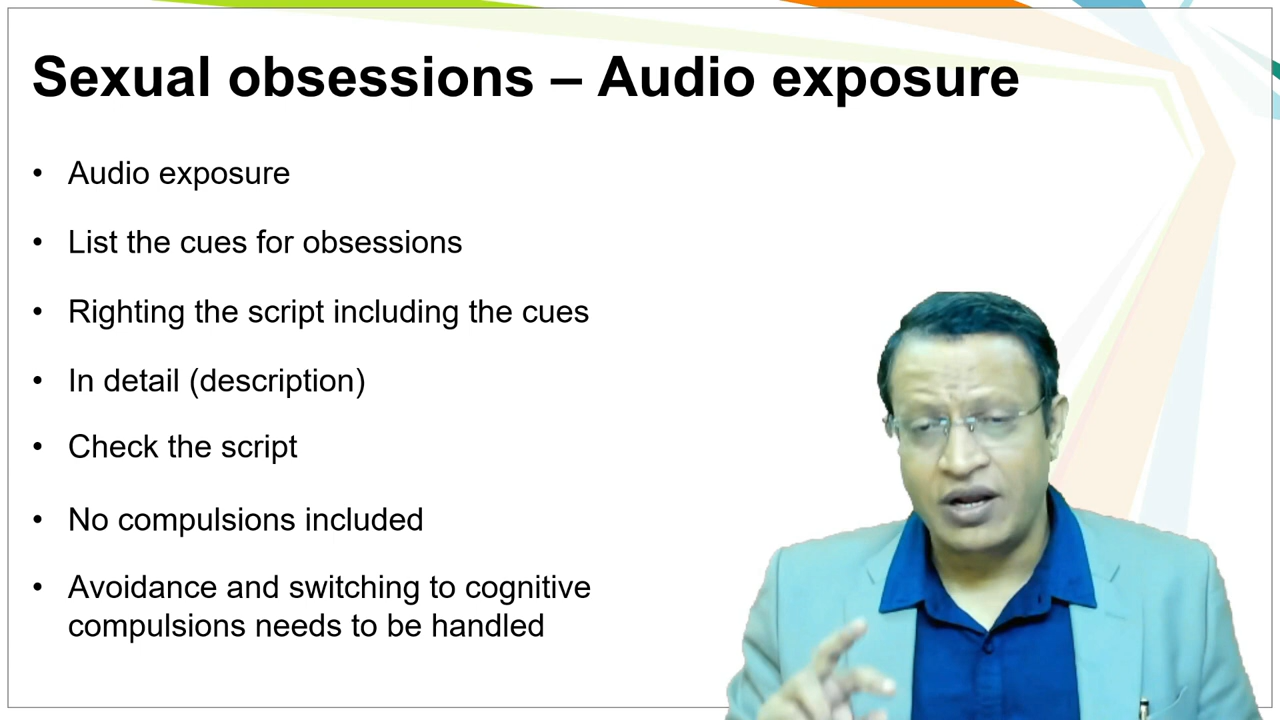 Sexual obsessions – Audio exposure
• Audio exposure
• List the cues for obsessions
• Righting the script including the cues
• In detail (description)
• Check the script
• No compulsions included
• Avoidance and switching to cognitive
compulsions needs to be handled